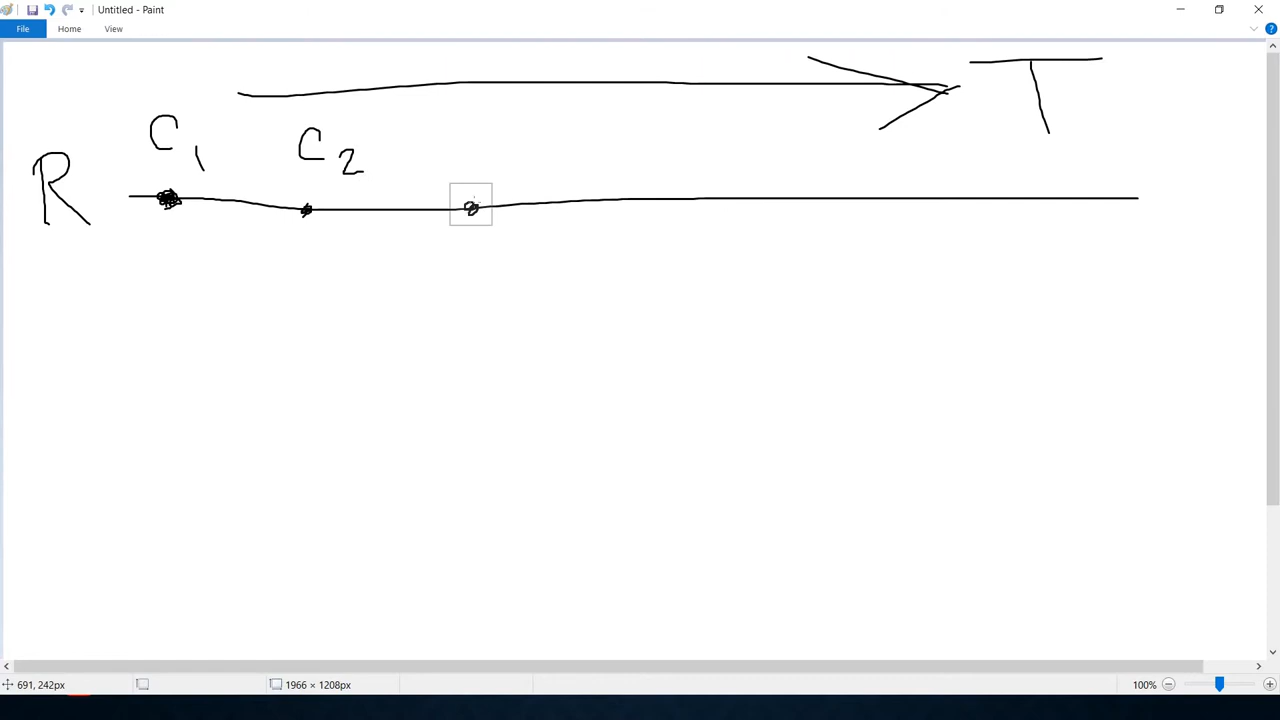 Untitled - Paint
File Home View
T
C1
C2
R
691, 242px 1966 × 1208px 100%